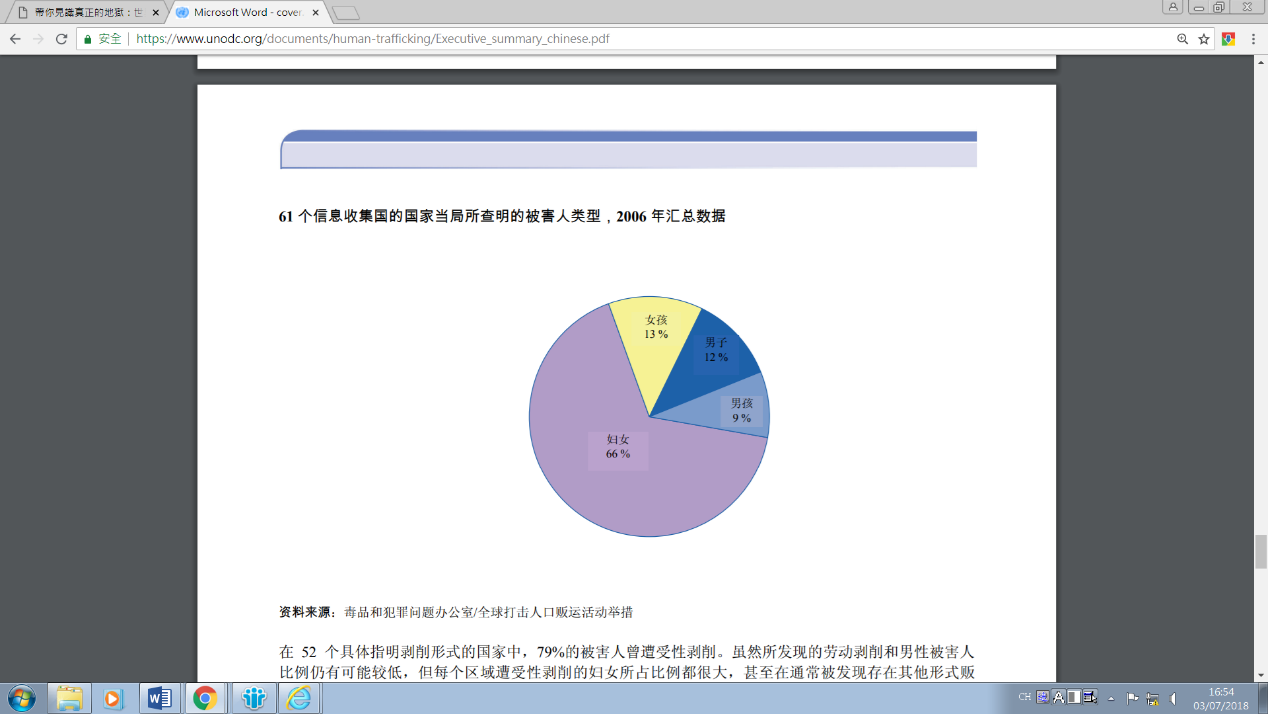 帶你見識真正的地獄：世
Microsoft Word - cover
安全
https://www.unodc.org/documents/human-trafficking/Executive_summary_chinese.pdf
61 个信息收集国的国家当局所查明的被害人类型，2006 年汇总数据
女孩
13 %
男子
12 %
男孩
9 %
妇女
66 %
资料来源：毒品和犯罪问题办公室/全球打击人口贩运活动举措
在 52 个具体指明剥削形式的国家中，79%的被害人曾遭受性剥削。虽然所发现的劳动剥削和男性被害人
比例仍有可能较低，但每个区域遭受性剥削的妇女所占比例都很大，甚至在通常被发现存在其他形式贩
CH
16:54
03/07/2018